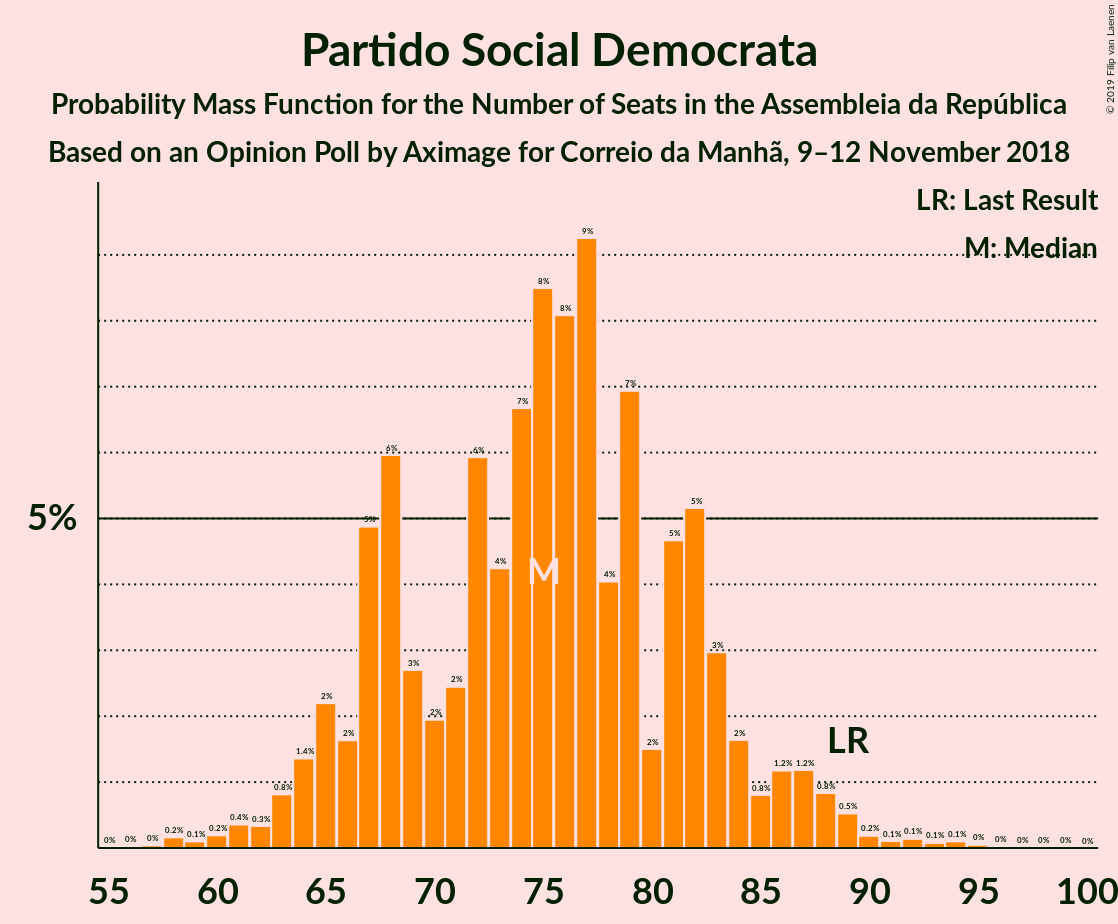 © 2019 Filip van Laenen
Partido Social Democrata
Probability Mass Function for the Number of Seats in the Assembleia da República
Based on an Opinion Poll by Aximage for Correio da Manhã, 9–12 November 2018
LR: Last Result
M: Median
5%
0% 0% 0% 0.2% 0.1% 0.2% 0.4% 0.3% 0.8% 1.4% 2% 2% 5% 6% 3% 2% 2% 6% 4% 7% 8% 8% 9% 4% 7% 2% 5% 5% 3% 2% 0.8% 1.2% 1.2% 0.8% 0.5% 0.2% 0.1% 0.1% 0.1% 0.1% 0% 0% 0% 0% 0% 0%
M
LR
55 60 65 70 75 80 85 90 95 100